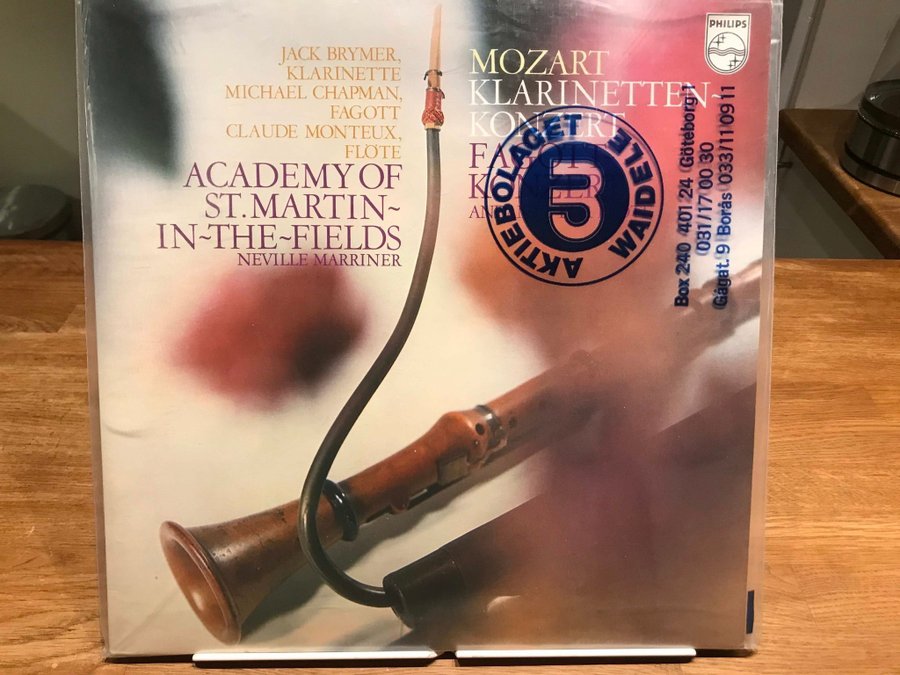 JACK BRYMER,
KLARINETTE
MICHAEL CHAPMAN,
FAGOTT
CLAUDE MONTEUX,
FLÖTE
ACADEMY OF
ST. MARTIN~
IN~THE~FIELDS
NEVILLE MARRINER
PHILIPS
MOZART
KLARINETTEN-
KONZERT
AKTIEBOLAGET
WAIDELE
Box 240 401 24 Göteborg 1
031/17 00 30
Gågat. 9 Borås 033/11 09 11